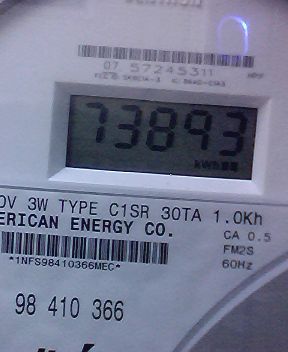 07 57245311
73893
kWh
0V 3W TYPE C1SR 30TA 1.0Kh
ERICAN ENERGY CO.
CA 0.5
FM2S
*1NFS98410366MEC*
60Hz
98 410 366